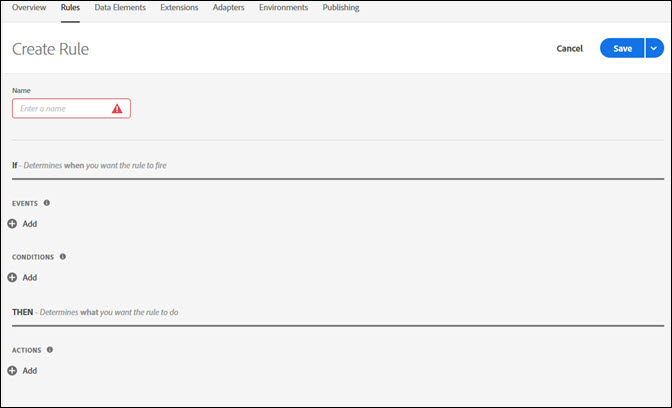 Overview Rules Data Elements Extensions Adapters Environments Publishing
Create Rule Cancel Save
Name
Enter a name
If - Determines when you want the rule to fire
EVENTS
Add
CONDITIONS
Add
THEN - Determines what you want the rule to do
ACTIONS
Add